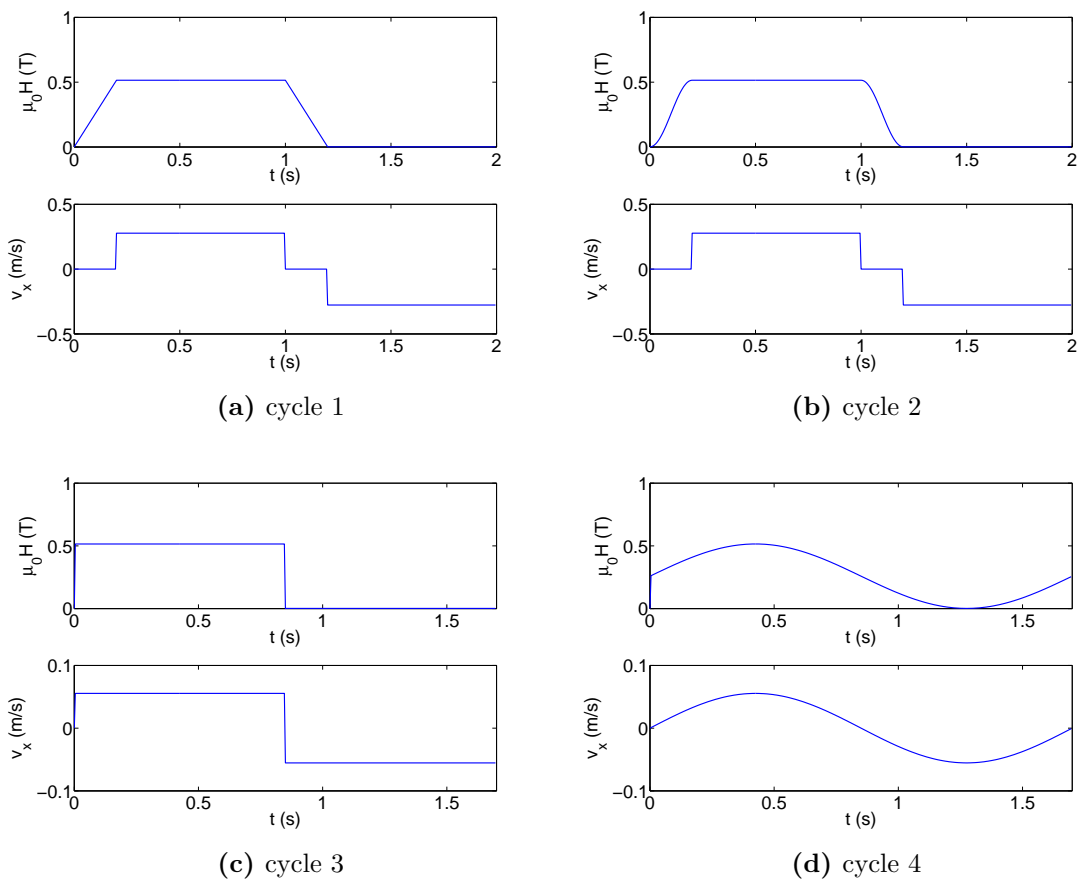 1
0.5
0
μ₀H (T)
0 0.5 1 1.5 2
t (s)
0.5
0
−0.5
v_x (m/s)
0 0.5 1 1.5 2
t (s)
(a) cycle 1
1
0.5
0
μ₀H (T)
0 0.5 1 1.5 2
t (s)
0.5
0
−0.5
v_x (m/s)
0 0.5 1 1.5 2
t (s)
(b) cycle 2
1
0.5
0
μ₀H (T)
0 0.5 1 1.5
t (s)
0.1
0
−0.1
v_x (m/s)
0 0.5 1 1.5
t (s)
(c) cycle 3
1
0.5
0
μ₀H (T)
0 0.5 1 1.5
t (s)
0.1
0
−0.1
v_x (m/s)
0 0.5 1 1.5
t (s)
(d) cycle 4